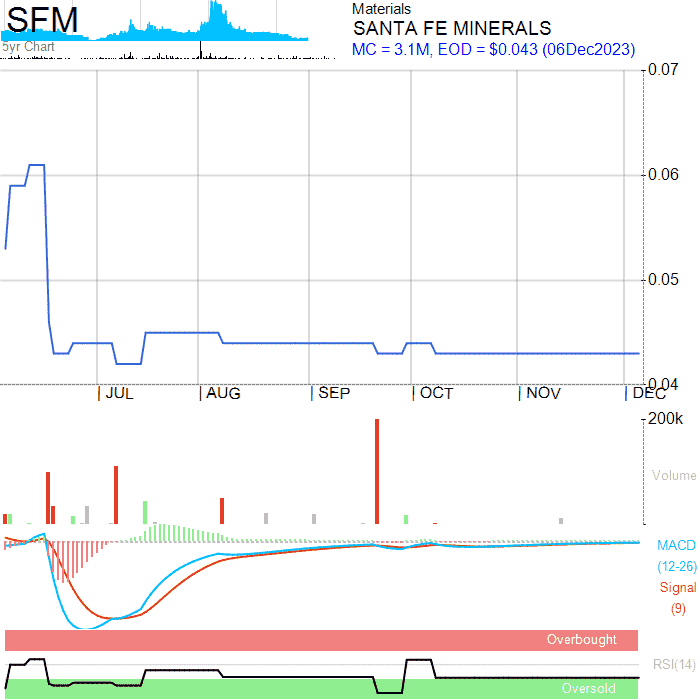 SFM
5yr Chart
Materials
SANTA FE MINERALS
MC = 3.1M, EOD = $0.043 (06Dec2023)
0.07
0.06
0.05
0.04
JUL AUG SEP OCT NOV DEC
200k
Volume
MACD
(12-26)
Signal
(9)
Overbought
RSI(14)
Oversold